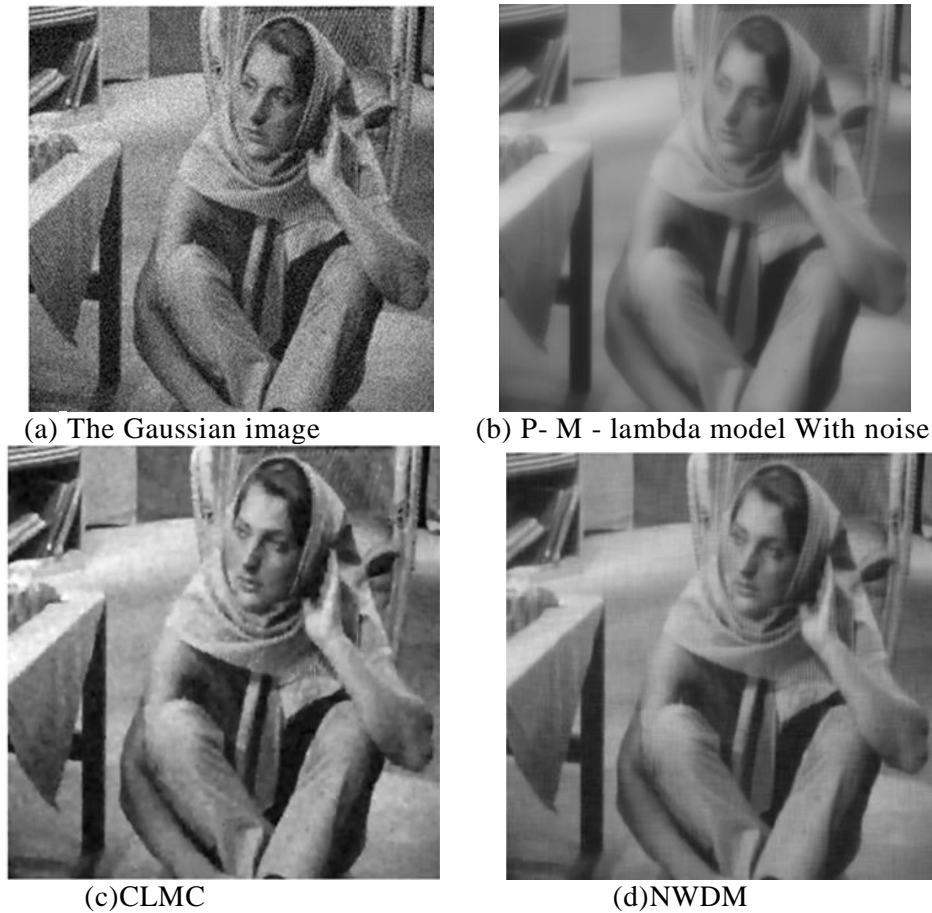 (a) The Gaussian image
(b) P- M - lambda model With noise
(c)CLMC
(d)NWDM